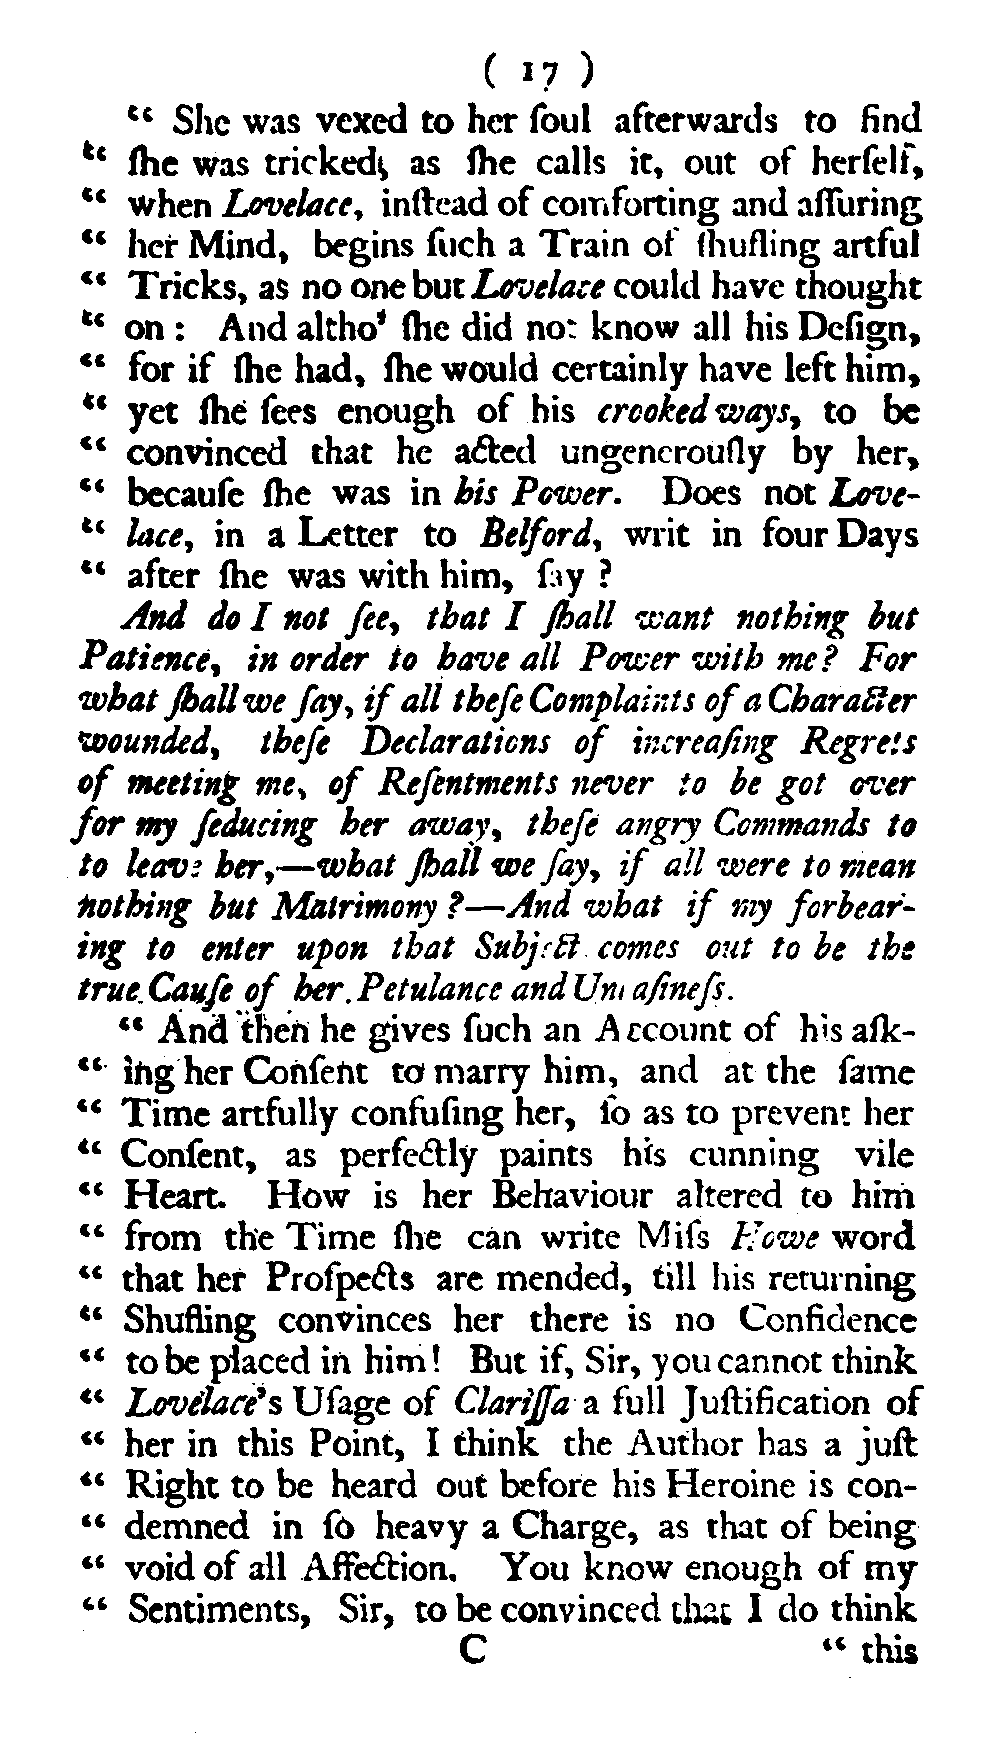 ( 17 )
“ She was vexed to her ſoul afterwards to find
“ ſhe was tricked, as ſhe calls it, out of herſelf,
“ when Lovelace, inſtead of comforting and aſſuring
“ her Mind, begins ſuch a Train of ſhufling artful
“ Tricks, as no one but Lovelace could have thought
“ on : And altho’ ſhe did not know all his Deſign,
“ for if ſhe had, ſhe would certainly have left him,
“ yet ſhe ſees enough of his crooked ways, to be
“ convinced that he acted ungenerouſly by her,
“ becauſe ſhe was in his Power. Does not Love-
“ lace, in a Letter to Belford, writ in four Days
“ after ſhe was with him, ſay ?
And do I not ſee, that I ſhall want nothing but
Patience, in order to have all Power with me? For
what ſhall we ſay, if all theſe Complaints of a Character
wounded, theſe Declarations of increaſing Regrets
of meeting me, of Reſentments never to be got over
for my ſeducing her away, theſe angry Commands to
to leave her,—what ſhall we ſay, if all were to mean
nothing but Matrimony ?—And what if my forbear-
ing to enter upon that Subject comes out to be the
true Cauſe of her Petulance and Uneaſineſs.
“ And then he gives ſuch an Account of his aſk-
“ ing her Conſent to marry him, and at the ſame
“ Time artfully confuſing her, ſo as to prevent her
“ Conſent, as perfectly paints his cunning vile
“ Heart. How is her Behaviour altered to him
“ from the Time ſhe can write Miſs Howe word
“ that her Proſpects are mended, till his returning
“ Shufling convinces her there is no Confidence
“ to be placed in him! But if, Sir, you cannot think
“ Lovelace’s Uſage of Clariſſa a full Juſtification of
“ her in this Point, I think the Author has a juſt
“ Right to be heard out before his Heroine is con-
“ demned in ſo heavy a Charge, as that of being
“ void of all Affection. You know enough of my
“ Sentiments, Sir, to be convinced that I do think
C “ this